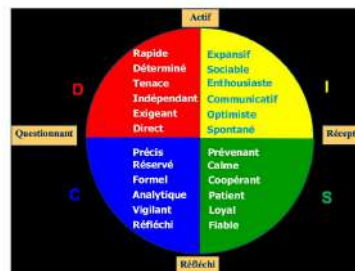 Actif
D
Rapide
Déterminé
Tenace
Indépendant
Exigeant
Direct
Expansif
Sociable
Enthousiaste
Communicatif
Optimiste
Spontané
I
Questionnant
Récept
C
Précis
Réservé
Formel
Analytique
Vigilant
Réfléchi
Prévenant
Calme
Coopérant
Patient
Loyal
Fiable
S
Réfléchi